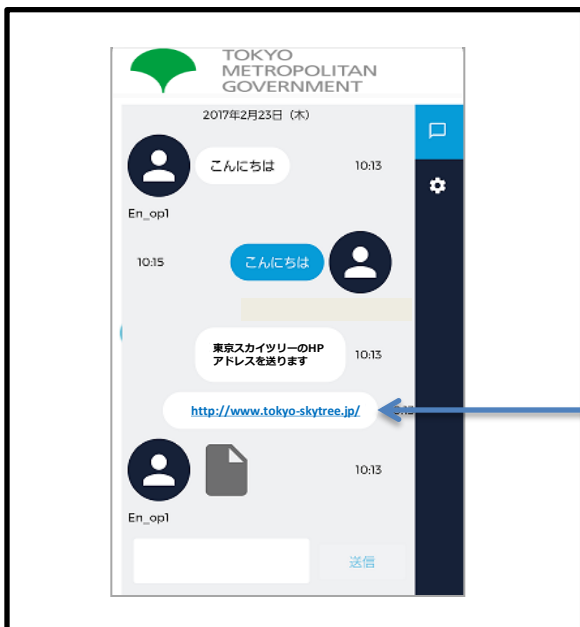 TOKYO
METROPOLITAN
GOVERNMENT
2017年2月23日（木）
こんにちは
10:13
En_op1
10:15
こんにちは
東京スカイツリーのHP
アドレスを送ります
10:13
http://www.tokyo-skytree.jp/
10:13
En_op1
送信